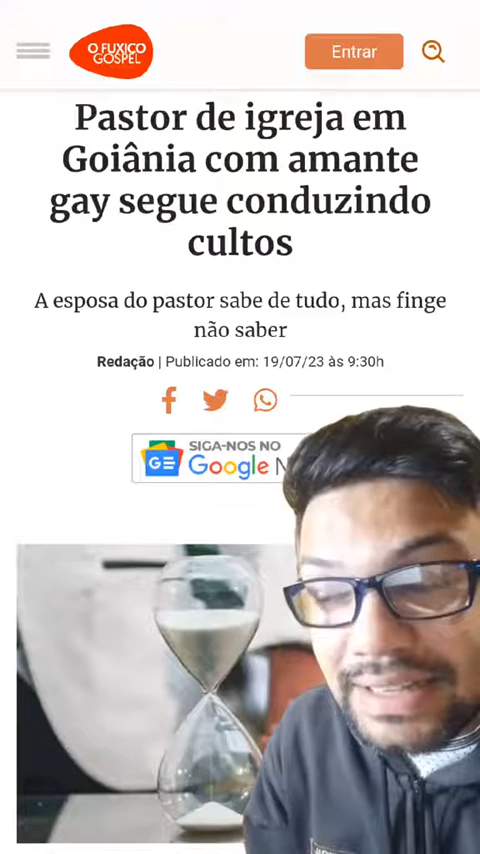 O FUXICO
GOSPEL
Entrar
Pastor de igreja em
Goiânia com amante
gay segue conduzindo
cultos
A esposa do pastor sabe de tudo, mas finge
não saber
Redação | Publicado em: 19/07/23 às 9:30h
SIGA-NOS NO
GE Google N